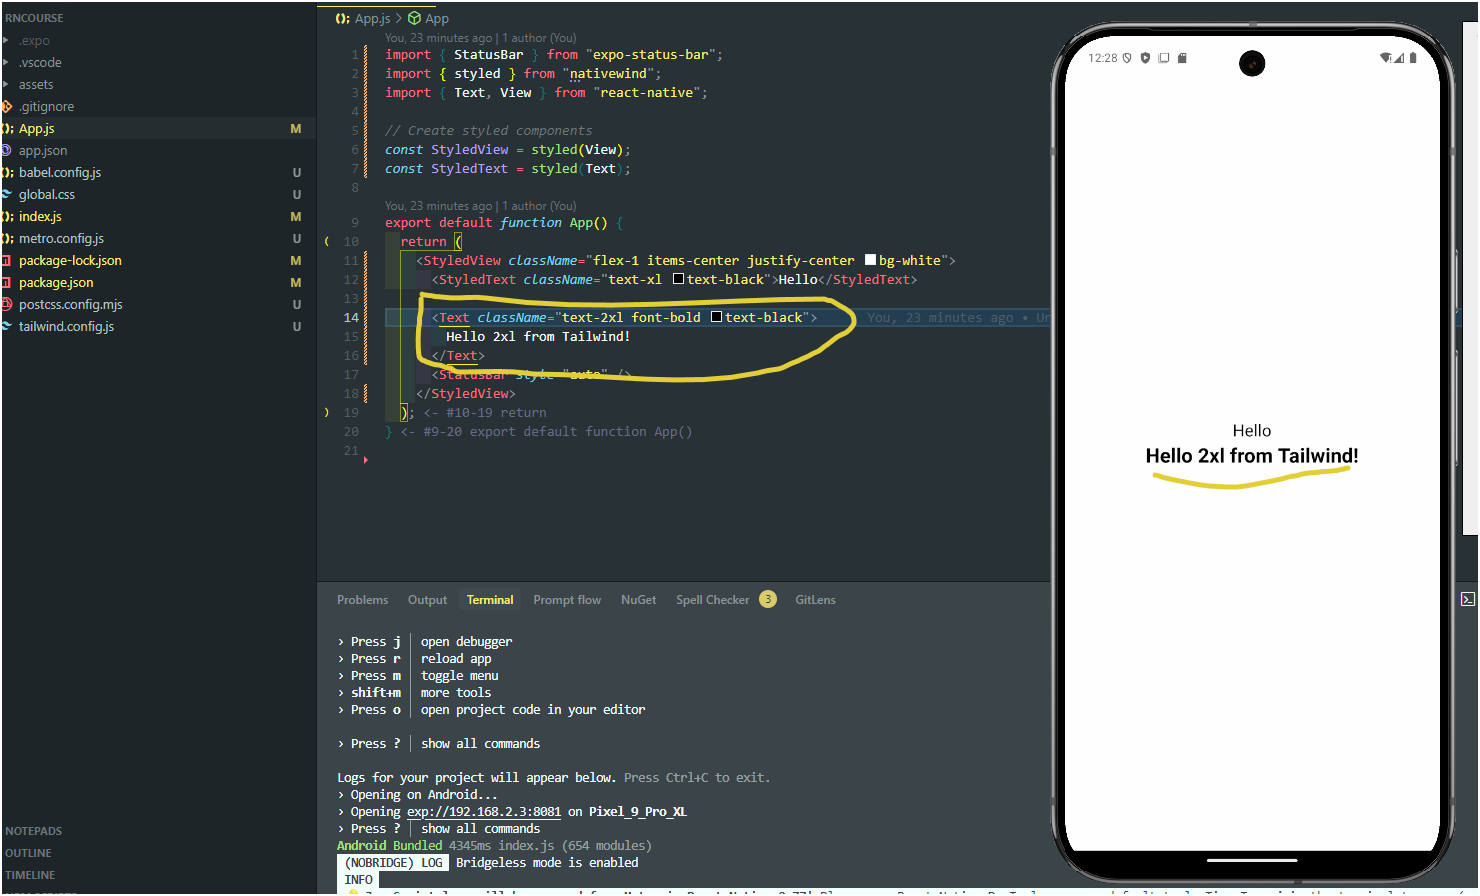 RNCOURSE
.expo
.vscode
assets
.gitignore
App.js M
app.json
babel.config.js U
global.css U
index.js M
metro.config.js U
package-lock.json M
package.json M
postcss.config.mjs U
tailwind.config.js U
NOTEPADS
OUTLINE
TIMELINE
App.js > App
You, 23 minutes ago | 1 author (You)
1 import { StatusBar } from "expo-status-bar";
2 import { styled } from "nativewind";
3 import { Text, View } from "react-native";
4
5 // Create styled components
6 const StyledView = styled(View);
7 const StyledText = styled(Text);
8
You, 23 minutes ago | 1 author (You)
9 export default function App() {
10 return (
11 <StyledView className="flex-1 items-center justify-center bg-white">
12 <StyledText className="text-xl text-black">Hello</StyledText>
13
14 <Text className="text-2xl font-bold text-black"> You, 23 minutes ago • Un
15 Hello 2xl from Tailwind!
16 </Text>
17 <StatusBar style="auto" />
18 </StyledView>
19 ); <- #10-19 return
20 } <- #9-20 export default function App()
21
Problems Output Terminal Prompt flow NuGet Spell Checker 3 GitLens
› Press j │ open debugger
› Press r │ reload app
› Press m │ toggle menu
› shift+m │ more tools
› Press o │ open project code in your editor
› Press ? │ show all commands
Logs for your project will appear below. Press Ctrl+C to exit.
› Opening on Android...
› Opening exp://192.168.2.3:8081 on Pixel_9_Pro_XL
› Press ? │ show all commands
Android Bundled 4345ms index.js (654 modules)
(NOBRIDGE) LOG Bridgeless mode is enabled
INFO
12:28
Hello
Hello 2xl from Tailwind!